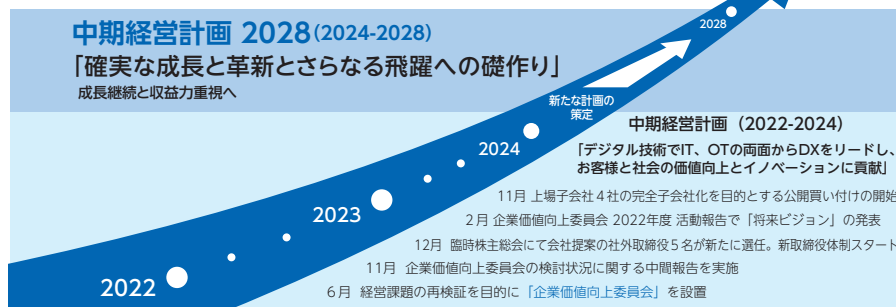 中期経営計画 2028(2024-2028)
「確実な成長と革新とさらなる飛躍への礎作り」
成長継続と収益力重視へ
2028
新たな計画の
策定
2024
中期経営計画（2022-2024）
「デジタル技術でIT、OTの両面からDXをリードし、
お客様と社会の価値向上とイノベーションに貢献」
11月 上場子会社４社の完全子会社化を目的とする公開買い付けの開始
2月 企業価値向上委員会 2022年度 活動報告で「将来ビジョン」の発表
2023
12月 臨時株主総会にて会社提案の社外取締役５名が新たに選任。新取締役体制スタート
11月 企業価値向上委員会の検討状況に関する中間報告を実施
2022
6月 経営課題の再検証を目的に「企業価値向上委員会」を設置